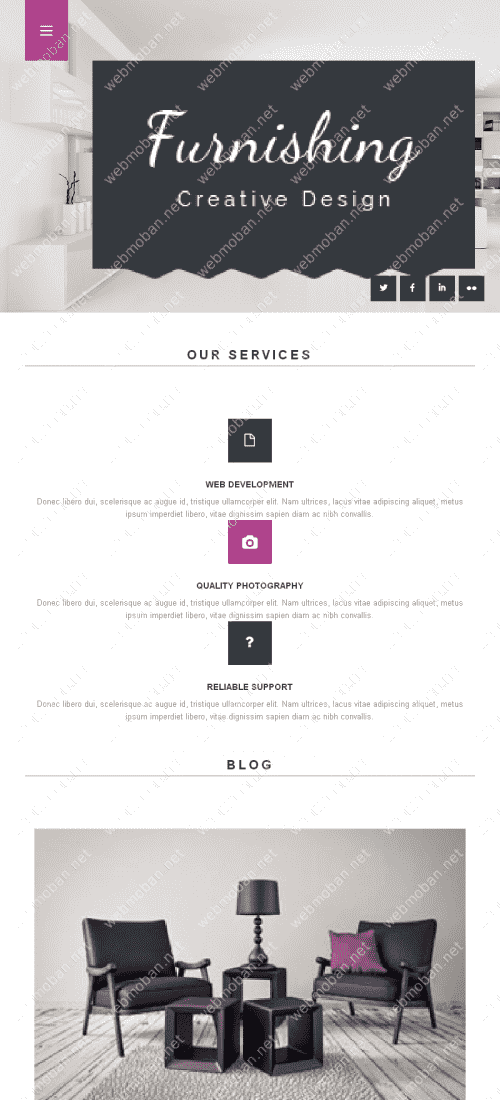 Furnishing
Creative Design
OUR SERVICES
WEB DEVELOPMENT
Donec libero dui, scelerisque ac augue id, tristique ullamcorper elit. Nam ultrices, lacus vitae adipiscing aliquet, metus
ipsum imperdiet libero, vitae dignissim sapien diam ac nibh convallis.
QUALITY PHOTOGRAPHY
Donec libero dui, scelerisque ac augue id, tristique ullamcorper elit. Nam ultrices, lacus vitae adipiscing aliquet, metus
ipsum imperdiet libero, vitae dignissim sapien diam ac nibh convallis.
?
RELIABLE SUPPORT
Donec libero dui, scelerisque ac augue id, tristique ullamcorper elit. Nam ultrices, lacus vitae adipiscing aliquet, metus
ipsum imperdiet libero, vitae dignissim sapien diam ac nibh convallis.
BLOG
webmoban.net